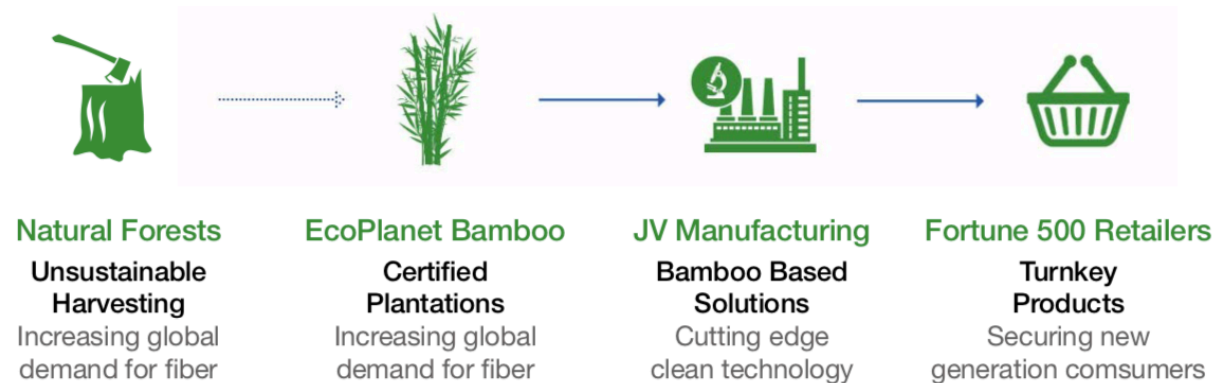 Natural Forests
Unsustainable
Harvesting
Increasing global
demand for fiber
EcoPlanet Bamboo
Certified
Plantations
Increasing global
demand for fiber
JV Manufacturing
Bamboo Based
Solutions
Cutting edge
clean technology
Fortune 500 Retailers
Turnkey
Products
Securing new
generation comsumers